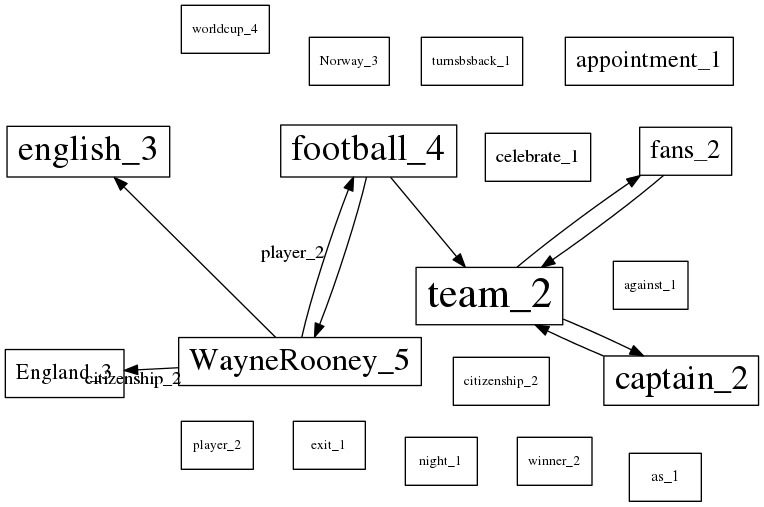 worldcup_4
Norway_3
turnsbsback_1
appointment_1
english_3
football_4
celebrate_1
fans_2
player_2
team_2
against_1
England_3
citizenship_2
WayneRooney_5
citizenship_2
captain_2
player_2
exit_1
night_1
winner_2
as_1